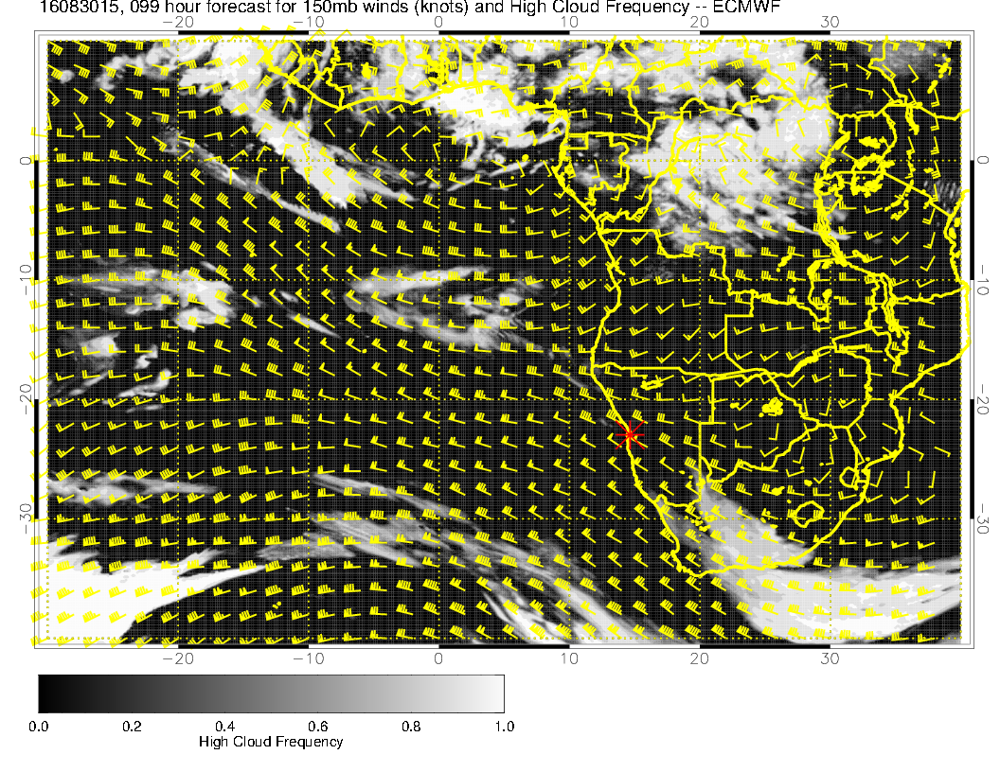 16083015, 099 hour forecast for 150mb winds (knots) and High Cloud Frequency -- ECMWF
−20 −10 0 10 20 30
0 0
−10 −10
−20 −20
−30 −30
−20 −10 0 10 20 30
0.0 0.2 0.4 0.6 0.8 1.0
High Cloud Frequency